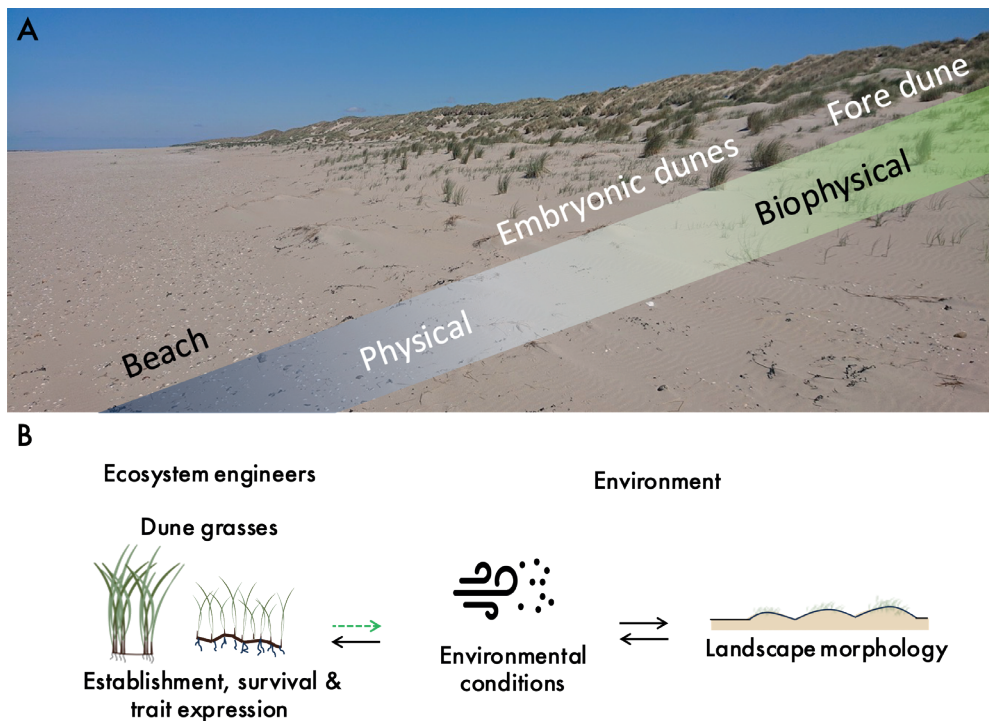 A
Fore dune
Embryonic dunes
Biophysical
Physical
Beach
B
Ecosystem engineers
Environment
Dune grasses
Environmental
conditions
Landscape morphology
Establishment, survival &
trait expression